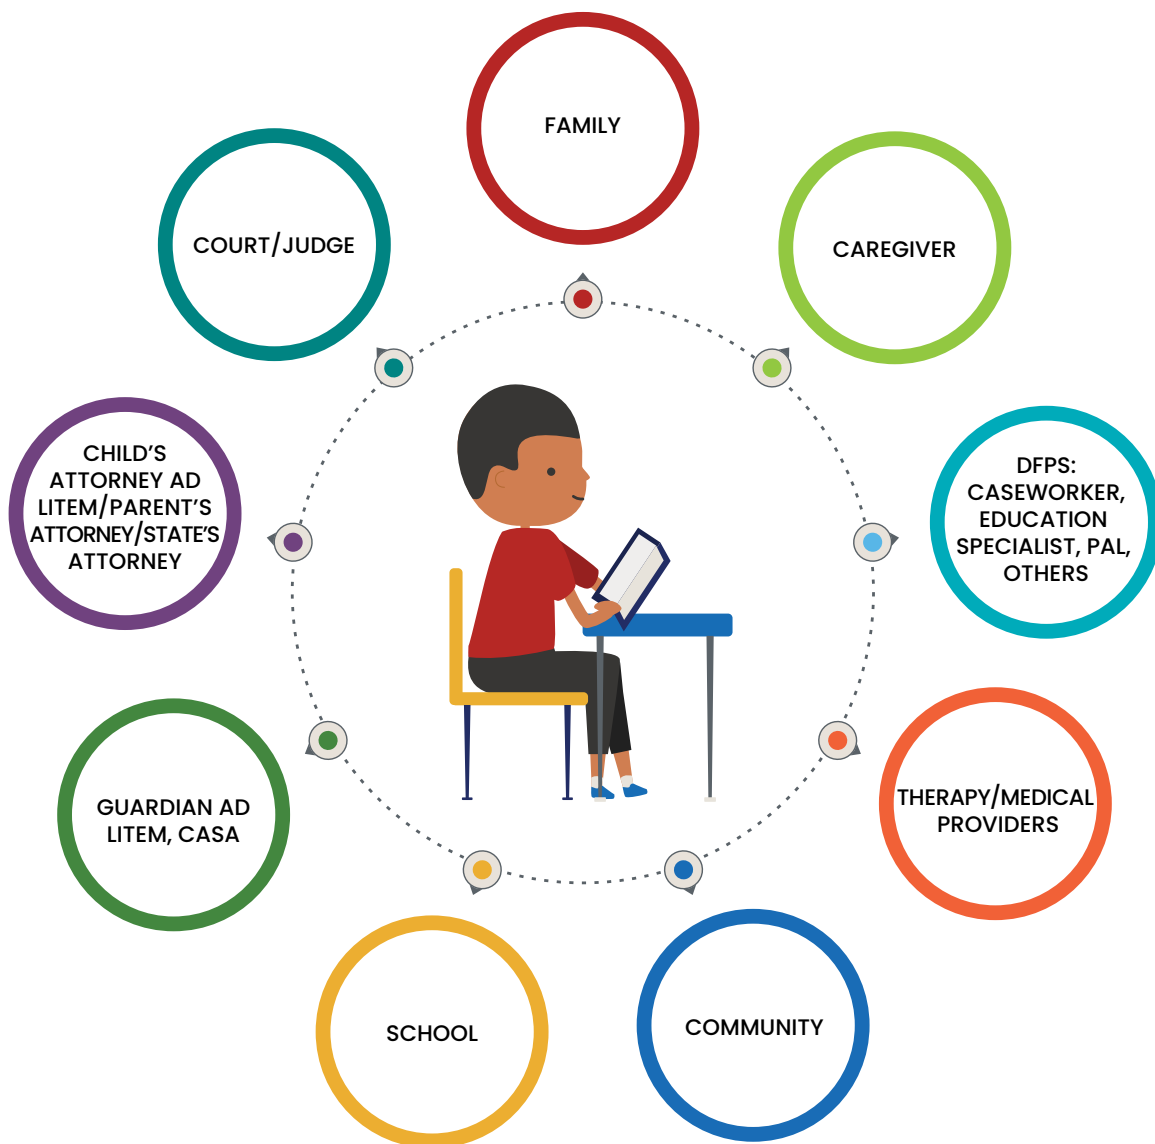 FAMILY
COURT/JUDGE
CAREGIVER
CHILD’S
ATTORNEY AD
LITEM/PARENT’S
ATTORNEY/STATE’S
ATTORNEY
DFPS:
CASEWORKER,
EDUCATION
SPECIALIST, PAL,
OTHERS
GUARDIAN AD
LITEM, CASA
THERAPY/MEDICAL
PROVIDERS
SCHOOL
COMMUNITY